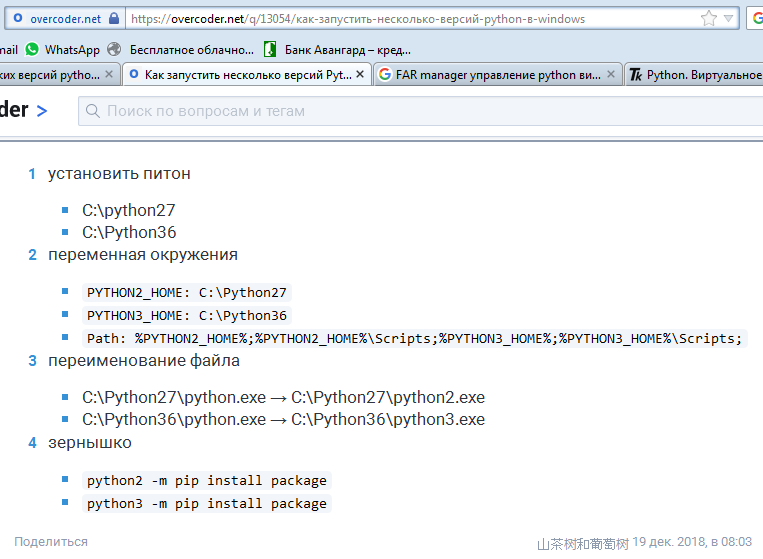 overcoder.net https://overcoder.net/q/13054/как-запустить-несколько-версий-python-в-windows
mail WhatsApp Бесплатное облачно... Банк Авангард – кред...
ких версий pytho... Как запустить несколько версий Pyt... FAR manager управление python ви... Python. Виртуальное
der > Поиск по вопросам и тегам
1 установить питон
C:\python27
C:\Python36
2 переменная окружения
PYTHON2_HOME: C:\Python27
PYTHON3_HOME: C:\Python36
Path: %PYTHON2_HOME%;%PYTHON2_HOME%\Scripts;%PYTHON3_HOME%;%PYTHON3_HOME%\Scripts;
3 переименование файла
C:\Python27\python.exe → C:\Python27\python2.exe
C:\Python36\python.exe → C:\Python36\python3.exe
4 зернышко
python2 -m pip install package
python3 -m pip install package
Поделиться 山茶树和葡萄树 19 дек. 2018, в 08:03